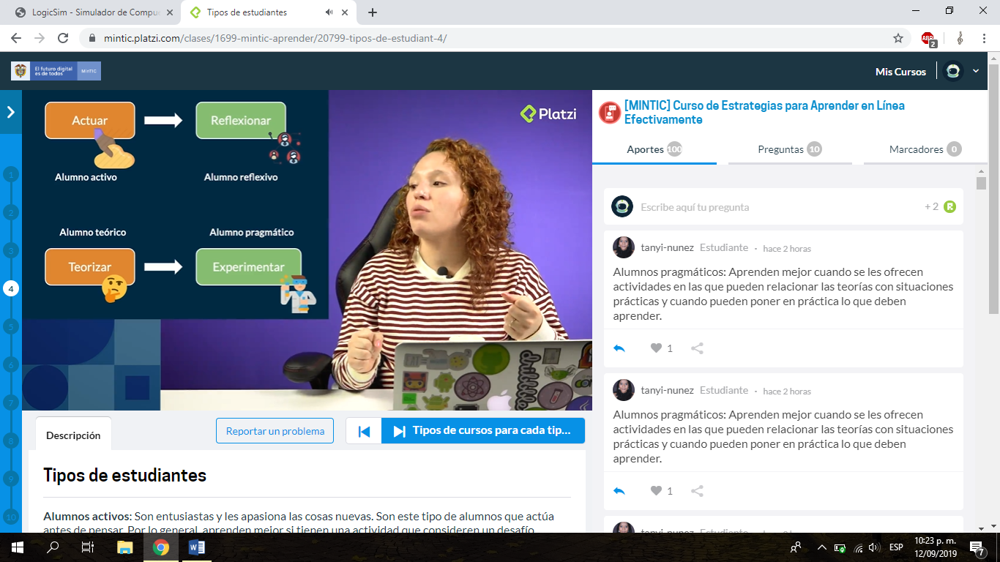 LogicSim - Simulador de Compue
Tipos de estudiantes
mintic.platzi.com/clases/1699-mintic-aprender/20799-tipos-de-estudiant-4/
ABP
2
El futuro digital
es de todos
MinTIC
Mis Cursos
Actuar
Reflexionar
Alumno activo
Alumno reflexivo
Alumno teórico
Alumno pragmático
Teorizar
Experimentar
Platzi
1
2
3
4
5
6
7
8
9
10
[MINTIC] Curso de Estrategias para Aprender en Línea
Efectivamente
Aportes 100
Preguntas 10
Marcadores 0
Escribe aquí tu pregunta
+ 2
tanyi-nunez Estudiante · hace 2 horas
Alumnos pragmáticos: Aprenden mejor cuando se les ofrecen
actividades en las que pueden relacionar las teorías con situaciones
prácticas y cuando pueden poner en práctica lo que deben
aprender.
1
tanyi-nunez Estudiante · hace 2 horas
Alumnos pragmáticos: Aprenden mejor cuando se les ofrecen
actividades en las que pueden relacionar las teorías con situaciones
prácticas y cuando pueden poner en práctica lo que deben
aprender.
1
tanyi-nunez Estudiante · hace 2 horas
Descripción
Reportar un problema
Tipos de cursos para cada tip...
Tipos de estudiantes
Alumnos activos: Son entusiastas y les apasiona las cosas nuevas. Son este tipo de alumnos que actúa
antes de pensar. Por lo general, aprenden mejor si tienen una actividad que consideren un desafío
ESP
10:23 p. m.
12/09/2019
7